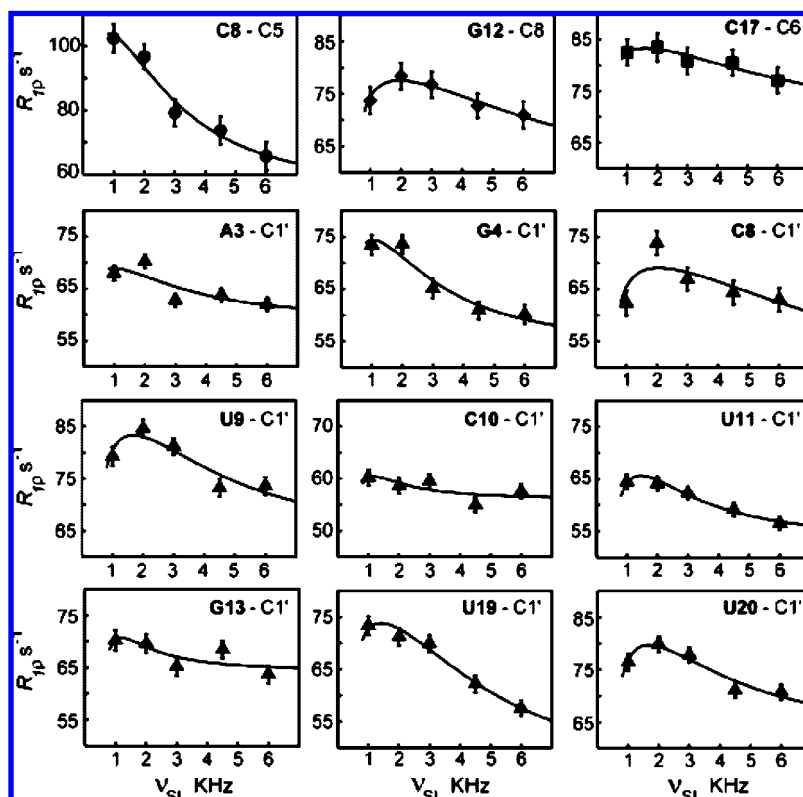 C8 - C5 G12 - C8 C17 - C6
R1ρ s-1
100 80 60
85 75 65
85 75 65
1 2 3 4 5 6 1 2 3 4 5 6 1 2 3 4 5 6
A3 - C1' G4 - C1' C8 - C1'
R1ρ s-1
75 65 55
75 65 55
75 65 55
1 2 3 4 5 6 1 2 3 4 5 6 1 2 3 4 5 6
U9 - C1' C10 - C1' U11 - C1'
R1ρ s-1
85 75 65
70 60 50
75 65 55
1 2 3 4 5 6 1 2 3 4 5 6 1 2 3 4 5 6
G13 - C1' U19 - C1' U20 - C1'
R1ρ s-1
75 65 55
75 65 55
85 75 65
1 2 3 4 5 6 1 2 3 4 5 6 1 2 3 4 5 6
νSL KHz νSL KHz νSL KHz